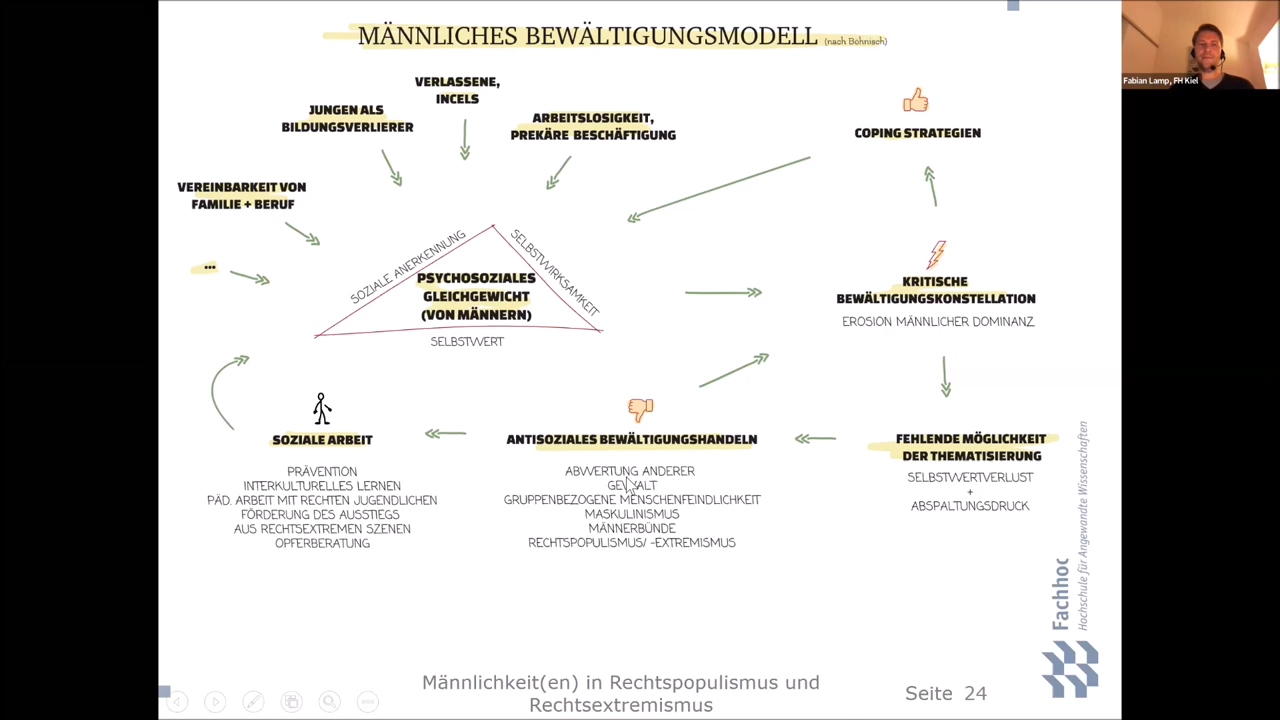 MÄNNLICHES BEWÄLTIGUNGSMODELL (nach Böhnisch)
Fabian Lamp, FH Kiel
VERLASSENE,
INCELS
JUNGEN ALS
BILDUNGSVERLIERER
ARBEITSLOSIGKEIT,
PREKÄRE BESCHÄFTIGUNG
COPING STRATEGIEN
VEREINBARKEIT VON
FAMILIE + BERUF
...
SOZIALE ANERKENNUNG
SELBSTWIRKSAMKEIT
PSYCHOSOZIALES
GLEICHGEWICHT
(VON MÄNNERN)
SELBSTWERT
KRITISCHE
BEWÄLTIGUNGSKONSTELLATION
EROSION MÄNNLICHER DOMINANZ
SOZIALE ARBEIT
PRÄVENTION
INTERKULTURELLES LERNEN
PÄD. ARBEIT MIT RECHTEN JUGENDLICHEN
FÖRDERUNG DES AUSSTIEGS
AUS RECHTSEXTREMEN SZENEN
OPFERBERATUNG
ANTISOZIALES BEWÄLTIGUNGSHANDELN
ABWERTUNG ANDERER
GEWALT
GRUPPENBEZOGENE MENSCHENFEINDLICHKEIT
MASKULINISMUS
MÄNNERBÜNDE
RECHTSPOPULISMUS/ -EXTREMISMUS
FEHLENDE MÖGLICHKEIT
DER THEMATISIERUNG
SELBSTWERTVERLUST
+
ABSPALTUNGSDRUCK
Fachhoc
Hochschule für Angewandte Wissenschaften
Männlichkeit(en) in Rechtspopulismus und
Rechtsextremismus
Seite 24